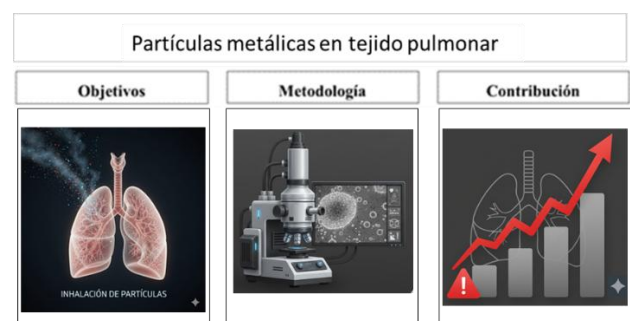 Partículas metálicas en tejido pulmonar
Objetivos
Metodología
Contribución
INHALACIÓN DE PARTÍCULAS
!